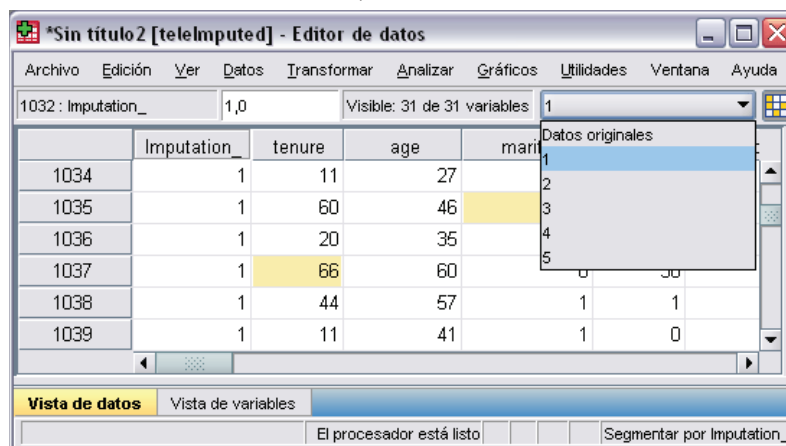 *Sin título2 [teleImputed] - Editor de datos
Archivo Edición Ver Datos Transformar Analizar Gráficos Utilidades Ventana Ayuda
1032 : Imputation_ 1,0 Visible: 31 de 31 variables 1
Datos originales
1
2
3
4
5
Imputation_ tenure age
1034 1 11 27
1035 1 60 46
1036 1 20 35
1037 1 66 60
1038 1 44 57 1 1
1039 1 11 41 1 0
Vista de datos Vista de variables
El procesador está listo Segmentar por Imputation_